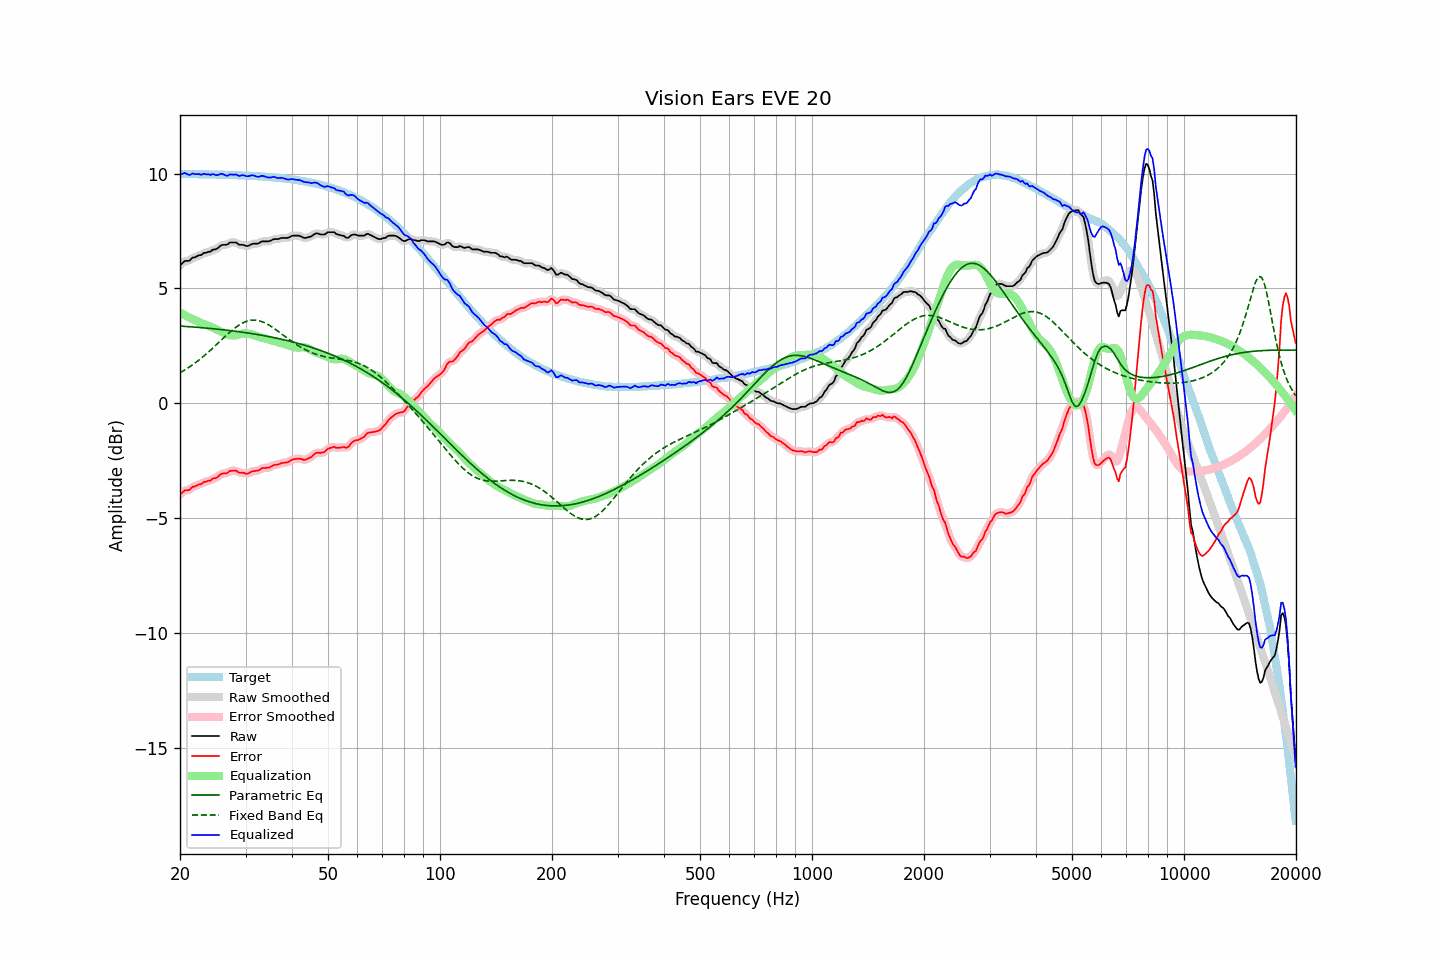 Vision Ears EVE 20
Amplitude (dBr)
10
5
0
−5
−10
−15
Target
Raw Smoothed
Error Smoothed
Raw
Error
Equalization
Parametric Eq
Fixed Band Eq
Equalized
20 50 100 200 500 1000 2000 5000 10000 20000
Frequency (Hz)